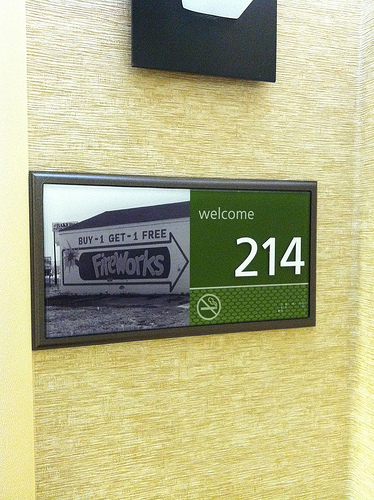 BUY-1 GET-1 FREE
FIREWORKS
welcome
214